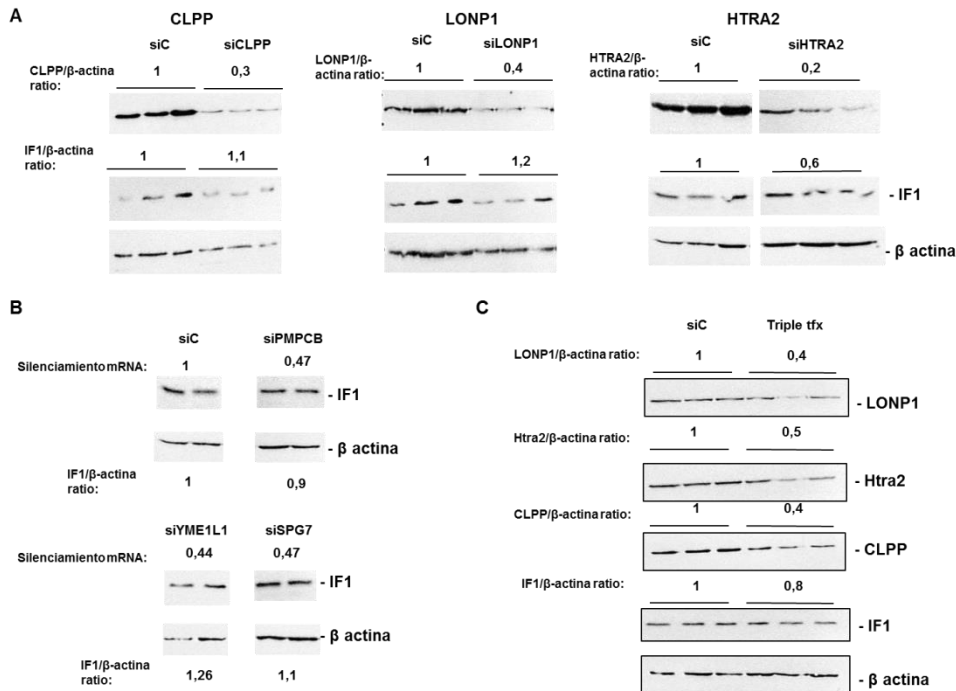 A
CLPP
siC siCLPP
CLPP/β-actina
ratio:
1 0,3
IF1/β-actina
ratio:
1 1,1
LONP1
siC siLONP1
LONP1/β-
actina ratio:
1 0,4
1 1,2
HTRA2
siC siHTRA2
HTRA2/β-
actina ratio:
1 0,2
1 0,6
- IF1
- β actina
B
siC siPMPCB
Silenciamiento mRNA:
1 0,47
- IF1
- β actina
IF1/β-actina
ratio:
1 0,9
siYME1L1 siSPG7
Silenciamiento mRNA:
0,44 0,47
- IF1
- β actina
IF1/β-actina
ratio:
1,26 1,1
C
siC Triple tfx
LONP1/β-actina ratio: 1 0,4
- LONP1
Htra2/β-actina ratio: 1 0,5
- Htra2
CLPP/β-actina ratio: 1 0,4
- CLPP
IF1/β-actina ratio: 1 0,8
- IF1
- β actina